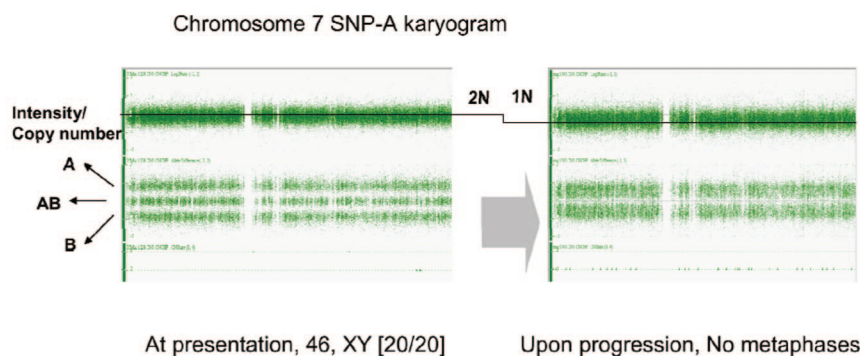 Chromosome 7 SNP-A karyogram
Intensity/
Copy number
2N
1N
A
AB
B
At presentation, 46, XY [20/20]
Upon progression, No metaphases